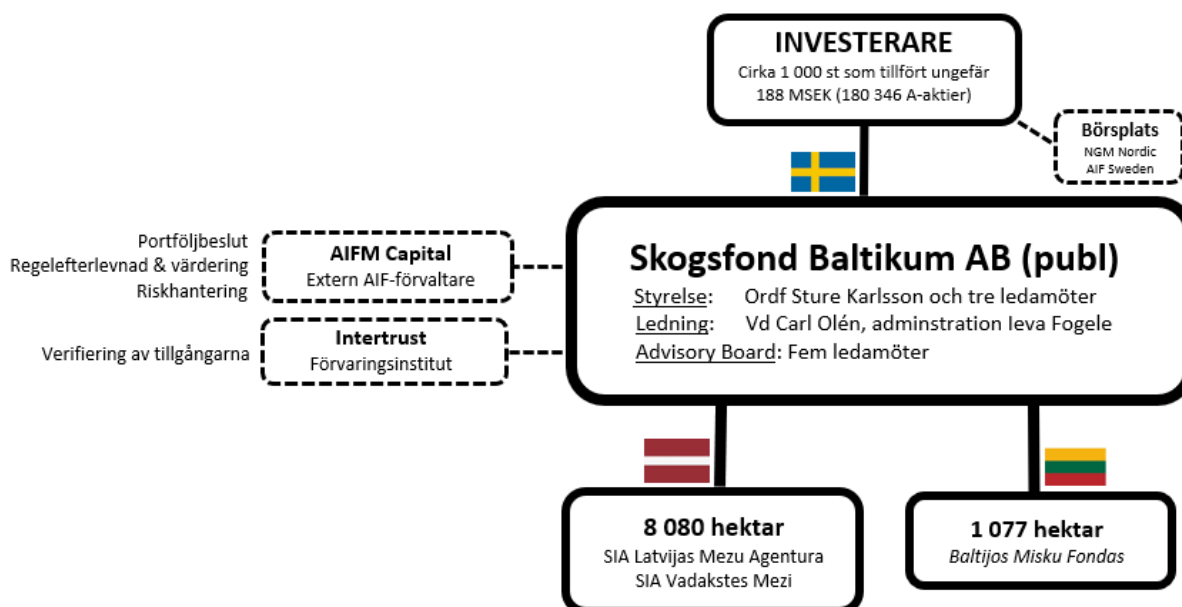 INVESTERARE
Cirka 1 000 st som tillfört ungefär
188 MSEK (180 346 A-aktier)
Börsplats
NGM Nordic
AIF Sweden
Portföljbeslut
Regelefterlevnad & värdering
Riskhantering
AIFM Capital
Extern AIF-förvaltare
Verifiering av tillgångarna
Intertrust
Förvaringsinstitut
Skogsfond Baltikum AB (publ)
Styrelse: Ordf Sture Karlsson och tre ledamöter
Ledning: Vd Carl Olén, adminstration Ieva Fogele
Advisory Board: Fem ledamöter
8 080 hektar
SIA Latvijas Mezu Agentura
SIA Vadakstes Mezi
1 077 hektar
Baltijos Misku Fondas